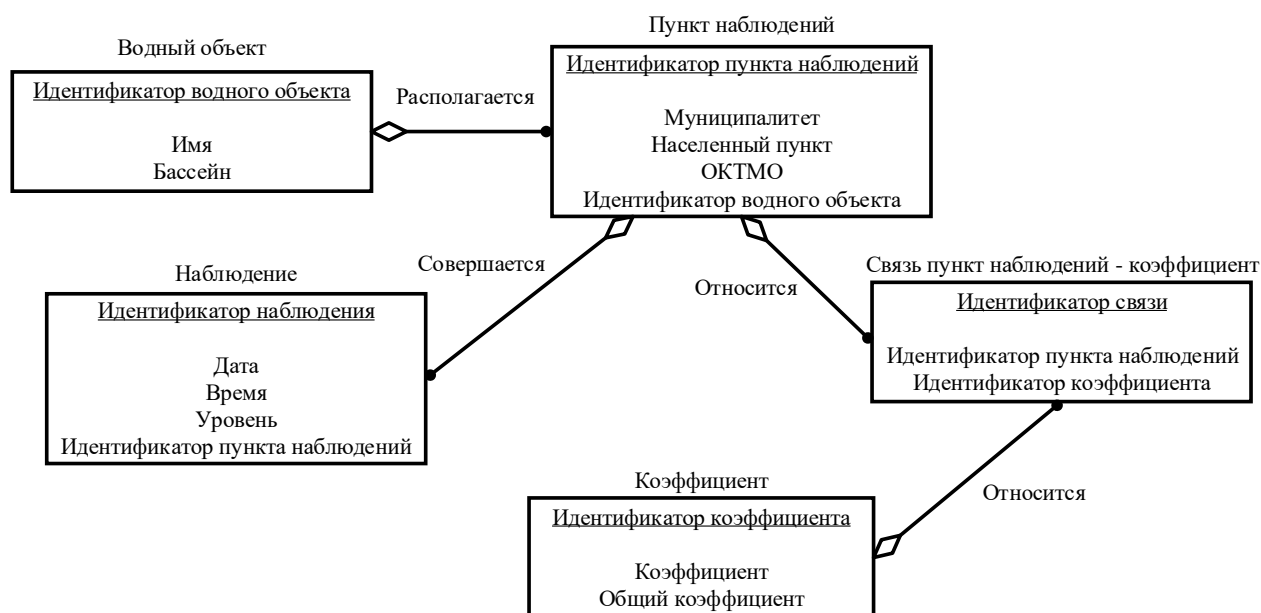 Водный объект
Идентификатор водного объекта
Имя
Бассейн
Располагается
Пункт наблюдений
Идентификатор пункта наблюдений
Муниципалитет
Населенный пункт
ОКТМО
Идентификатор водного объекта
Совершается
Относится
Наблюдение
Идентификатор наблюдения
Дата
Время
Уровень
Идентификатор пункта наблюдений
Связь пункт наблюдений - коэффициент
Идентификатор связи
Идентификатор пункта наблюдений
Идентификатор коэффициента
Относится
Коэффициент
Идентификатор коэффициента
Коэффициент
Общий коэффициент